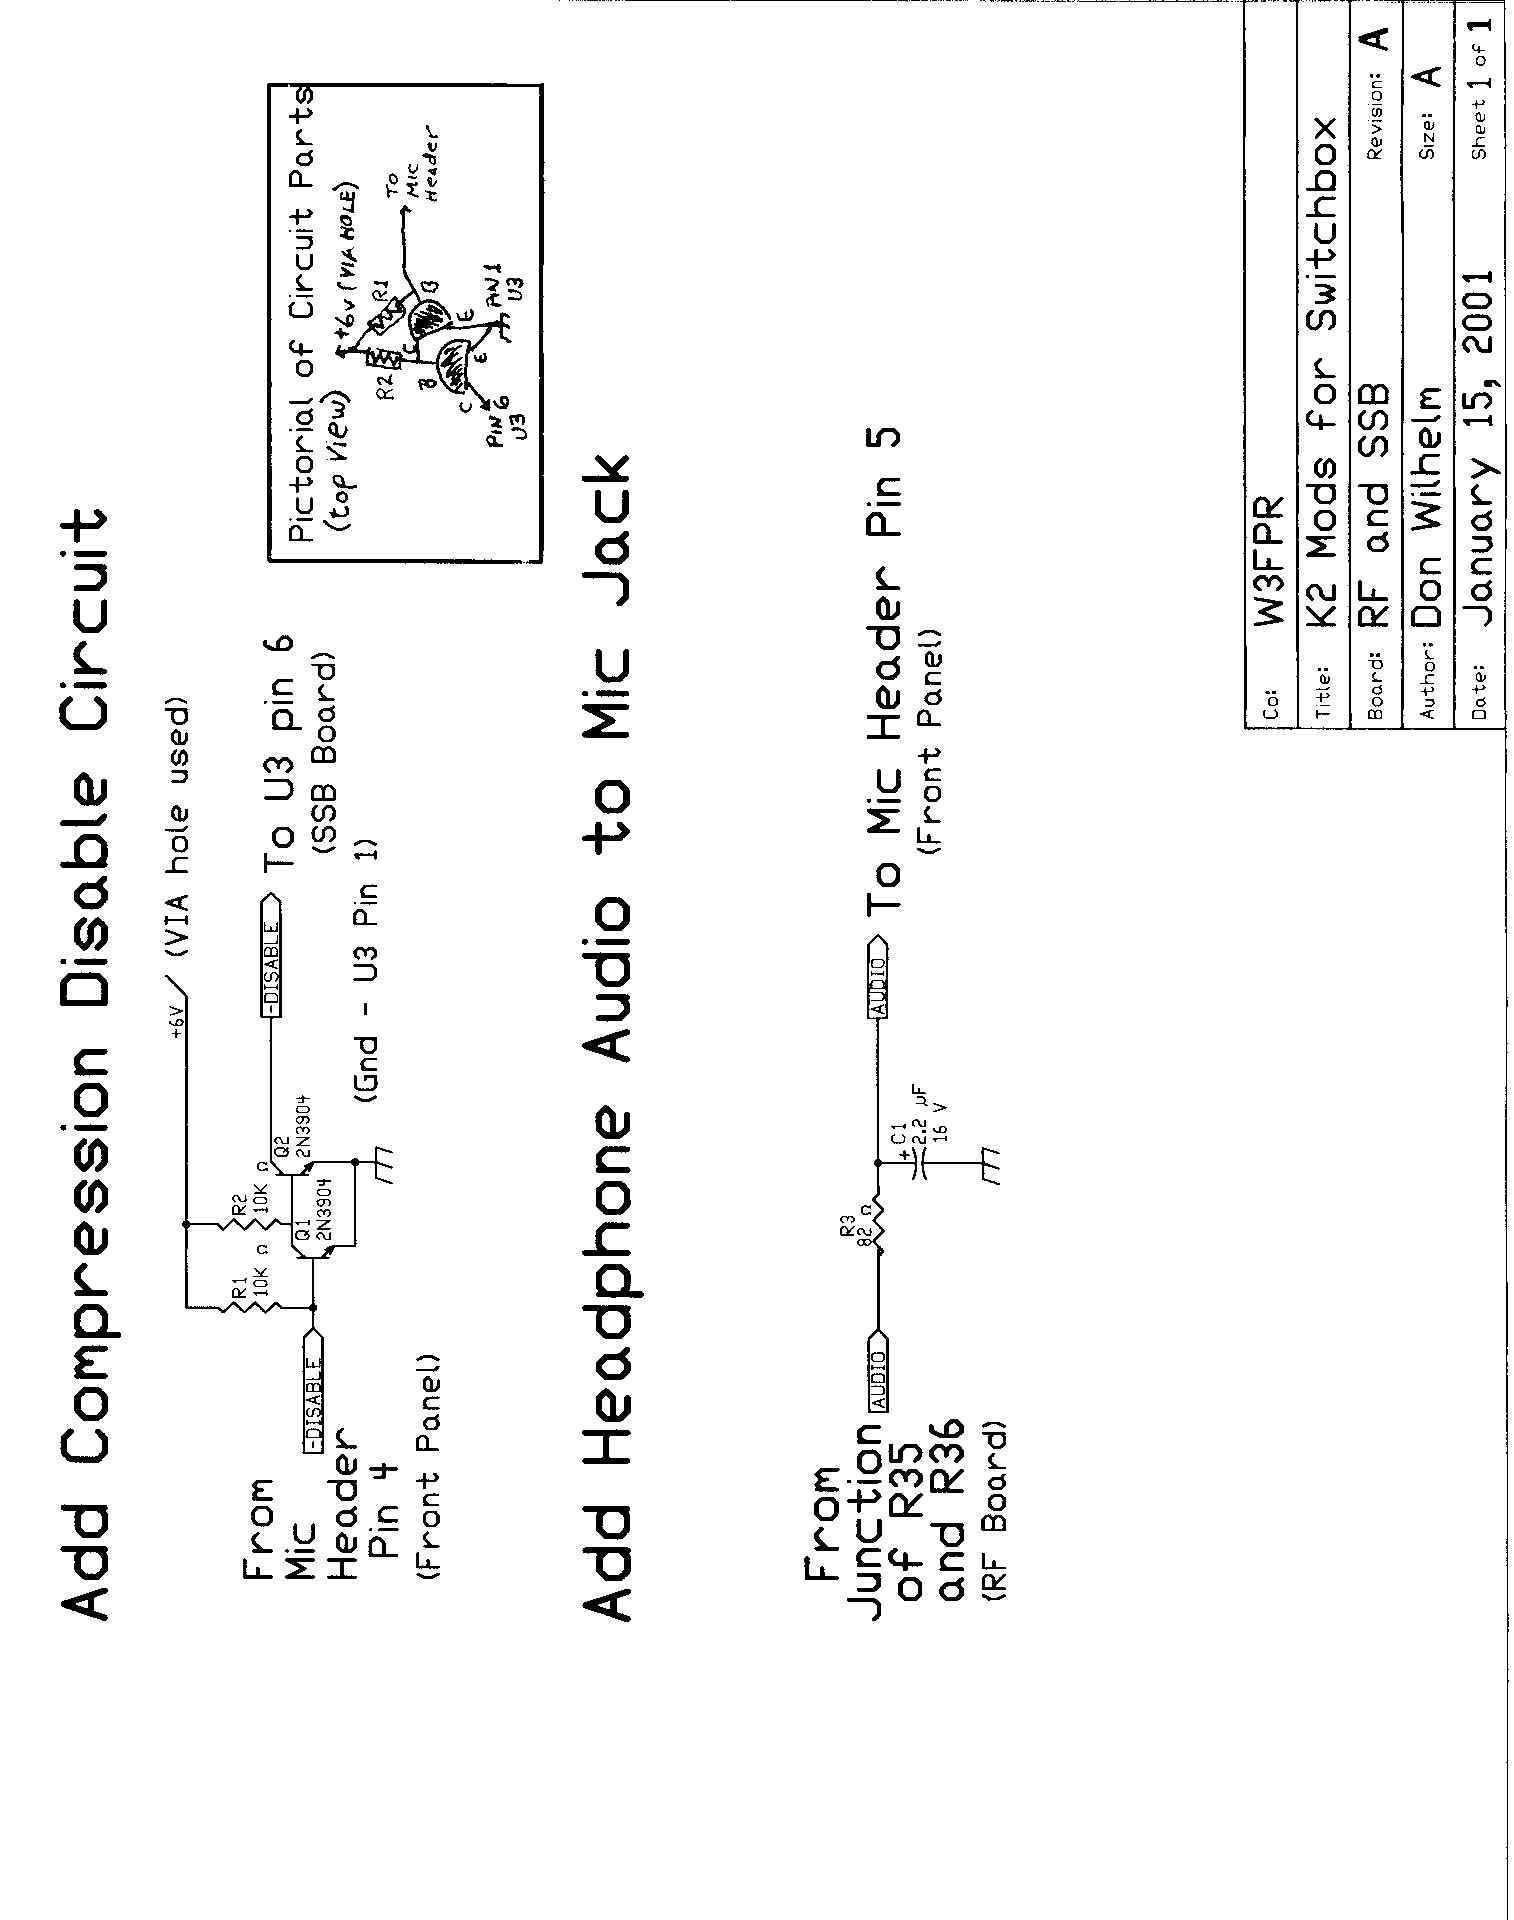 Add Compression Disable Circuit
+6V
(VIA hole used)
R1
10K Ω
R2
10K Ω
Q1
2N3904
Q2
2N3904
-DISABLE
To U3 pin 6
(SSB Board)
(Gnd - U3 Pin 1)
-DISABLE
From
Mic
Header
Pin 4
(Front Panel)
Pictorial of Circuit Parts
(top View)
+6v (VIA HOLE)
To
Mic
Header
R1
R2
B
C
E
B
C
E
PIN 1
U3
PIN 6
U3
Add Headphone Audio to Mic Jack
From
Junction
of R35
and R36
(RF Board)
AUDIO
R3
82 Ω
+ C1
2.2 µF
16 V
AUDIO
To Mic Header Pin 5
(Front Panel)
Co: W3FPR
Title: K2 Mods for Switchbox
Board: RF and SSB Revision: A
Author: Don Wilhelm Size: A
Date: January 15, 2001 Sheet 1 of 1